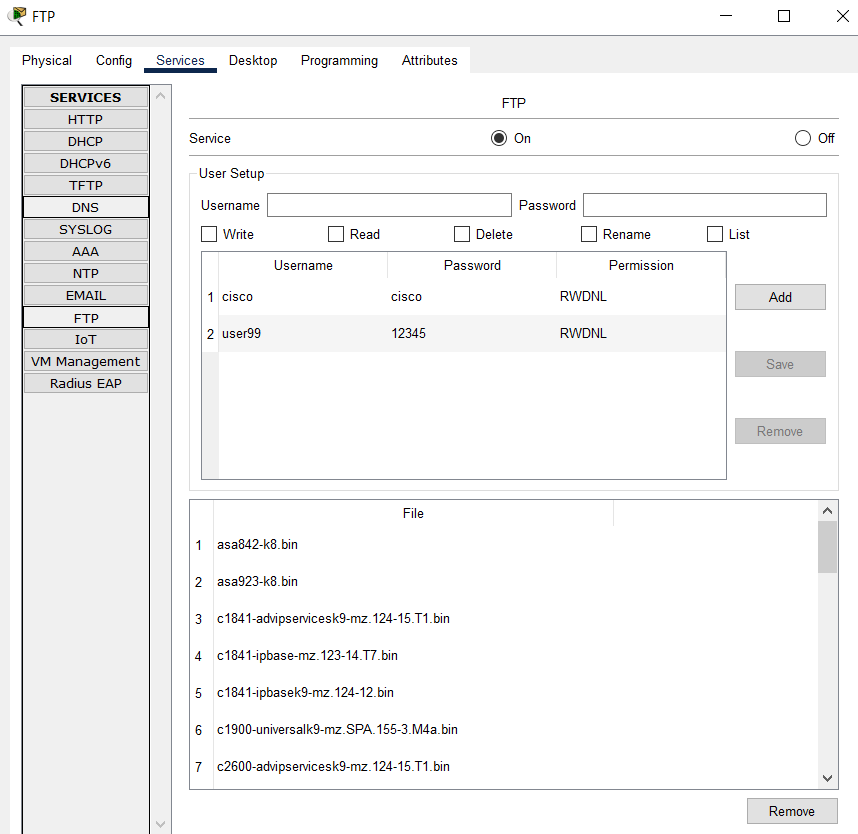 FTP
Physical Config Services Desktop Programming Attributes
SERVICES
HTTP
DHCP
DHCPv6
TFTP
DNS
SYSLOG
AAA
NTP
EMAIL
FTP
IoT
VM Management
Radius EAP
FTP
Service On Off
User Setup
Username Password
Write Read Delete Rename List
Username Password Permission
1 cisco cisco RWDNL
2 user99 12345 RWDNL
Add
Save
Remove
File
1 asa842-k8.bin
2 asa923-k8.bin
3 c1841-advipservicesk9-mz.124-15.T1.bin
4 c1841-ipbase-mz.123-14.T7.bin
5 c1841-ipbasek9-mz.124-12.bin
6 c1900-universalk9-mz.SPA.155-3.M4a.bin
7 c2600-advipservicesk9-mz.124-15.T1.bin
Remove